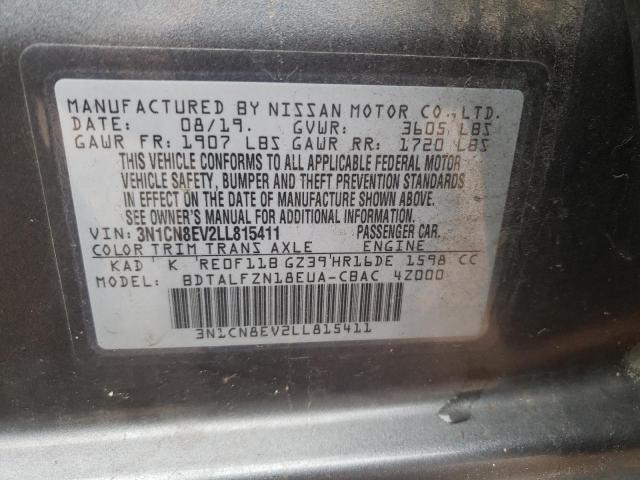 MANUFACTURED BY NISSAN MOTOR CO., LTD.
DATE: 08/19. GVWR: 3605 LBS
GAWR FR: 1907 LBS GAWR RR: 1720 LBS
THIS VEHICLE CONFORMS TO ALL APPLICABLE FEDERAL MOTOR
VEHICLE SAFETY, BUMPER AND THEFT PREVENTION STANDARDS
IN EFFECT ON THE DATE OF MANUFACTURE SHOWN ABOVE.
SEE OWNER'S MANUAL FOR ADDITIONAL INFORMATION.
VIN: 3N1CN8EV2LL815411 PASSENGER CAR.
COLOR TRIM TRANS AXLE ENGINE
KAD K RE0F11B GZ39 HR16DE 1598 CC
MODEL: BDTALFZN18EUA-CBAC 4Z000
3N1CN8EV2LL815411